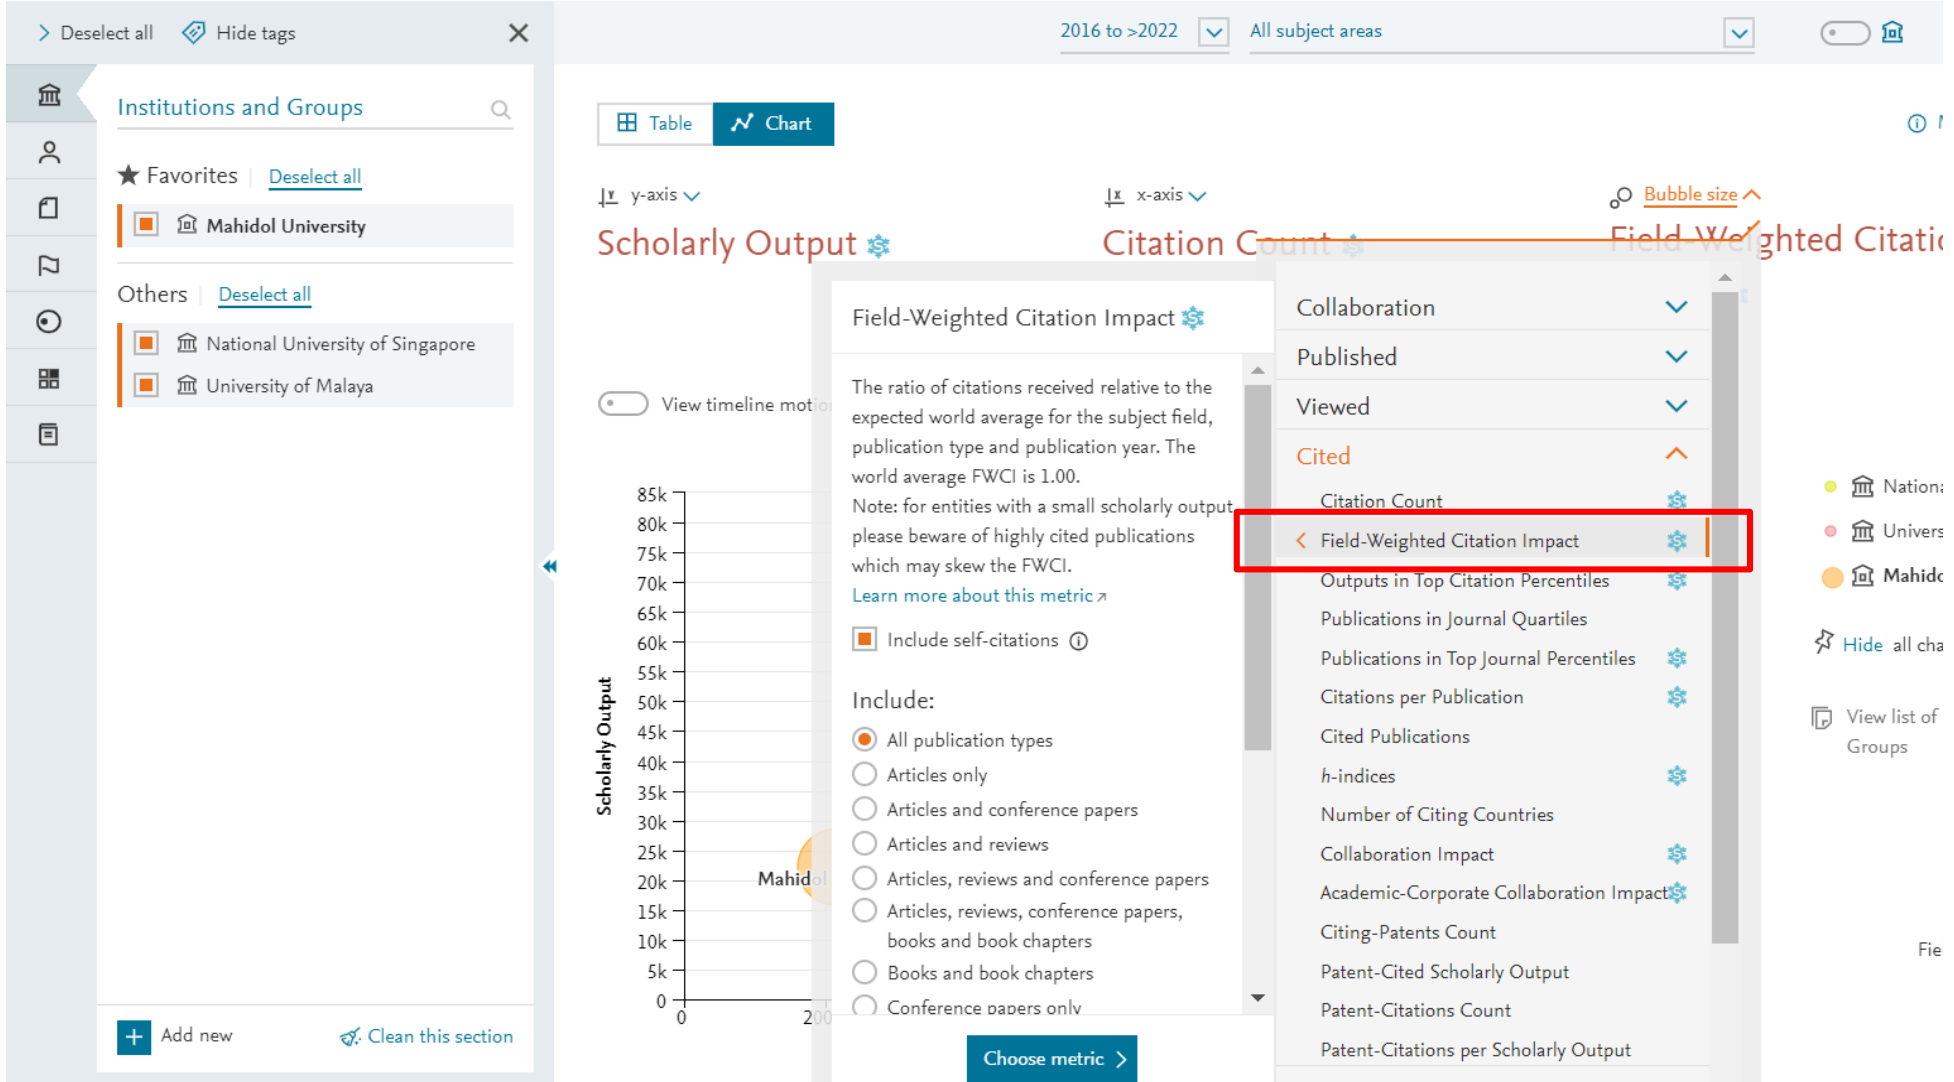 Deselect all
Hide tags
2016 to >2022
All subject areas
Institutions and Groups
Favorites
Deselect all
Mahidol University
Others
Deselect all
National University of Singapore
University of Malaya
Add new
Clean this section
Table
Chart
y-axis
x-axis
Bubble size
Scholarly Output
Citation Count
Field-Weighted Citatio
View timeline motio
Scholarly Output
85k
80k
75k
70k
65k
60k
55k
50k
45k
40k
35k
30k
25k
20k
15k
10k
5k
0
0
200
Mahidol
Field-Weighted Citation Impact
The ratio of citations received relative to the
expected world average for the subject field,
publication type and publication year. The
world average FWCI is 1.00.
Note: for entities with a small scholarly output
please beware of highly cited publications
which may skew the FWCI.
Learn more about this metric
Include self-citations
Include:
All publication types
Articles only
Articles and conference papers
Articles and reviews
Articles, reviews and conference papers
Articles, reviews, conference papers,
books and book chapters
Books and book chapters
Conference papers only
Choose metric
Collaboration
Published
Viewed
Cited
Citation Count
Field-Weighted Citation Impact
Outputs in Top Citation Percentiles
Publications in Journal Quartiles
Publications in Top Journal Percentiles
Citations per Publication
Cited Publications
h-indices
Number of Citing Countries
Collaboration Impact
Academic-Corporate Collaboration Impact
Citing-Patents Count
Patent-Cited Scholarly Output
Patent-Citations Count
Patent-Citations per Scholarly Output
Nationa
Univers
Mahido
Hide all cha
View list of
Groups
Fie